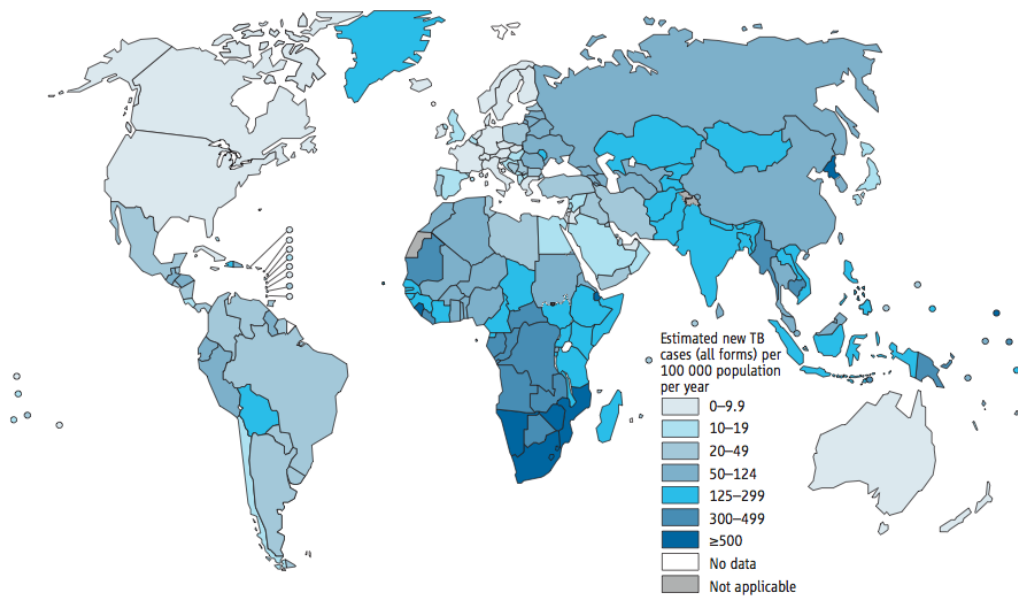 Estimated new TB
cases (all forms) per
100 000 population
per year
0–9.9
10–19
20–49
50–124
125–299
300–499
≥500
No data
Not applicable